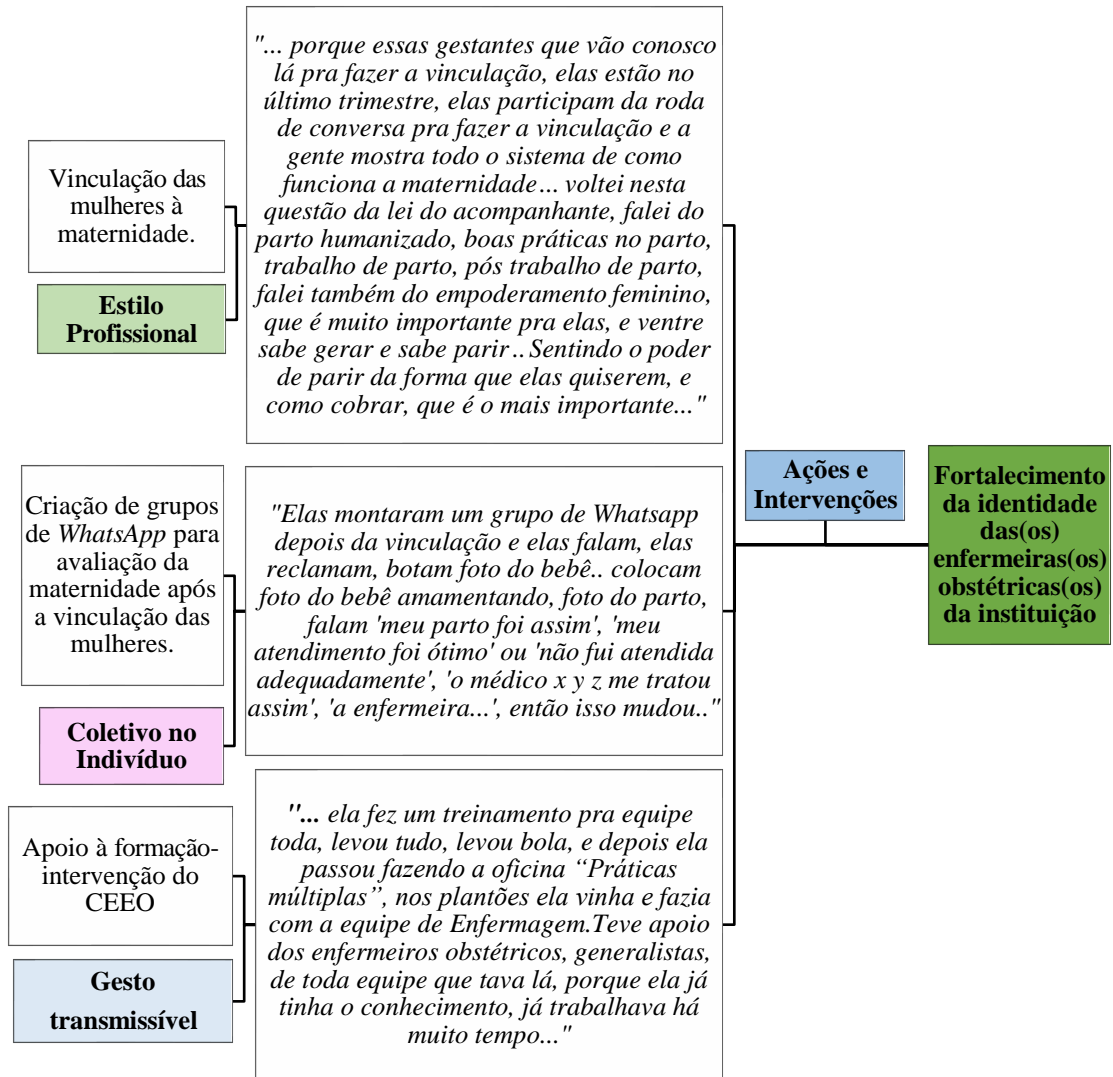 "... porque essas gestantes que vão conosco
lá pra fazer a vinculação, elas estão no
último trimestre, elas participam da roda
de conversa pra fazer a vinculação e a
gente mostra todo o sistema de como
funciona a maternidade... voltei nesta
questão da lei do acompanhante, falei do
parto humanizado, boas práticas no parto,
trabalho de parto, pós trabalho de parto,
falei também do empoderamento feminino,
que é muito importante pra elas, e ventre
sabe gerar e sabe parir.. Sentindo o poder
de parir da forma que elas quiserem, e
como cobrar, que é o mais importante..."
Vinculação das
mulheres à
maternidade.
Estilo
Profissional
Criação de grupos
de WhatsApp para
avaliação da
maternidade após
a vinculação das
mulheres.
Coletivo no
Indivíduo
"Elas montaram um grupo de Whatsapp
depois da vinculação e elas falam, elas
reclamam, botam foto do bebê.. colocam
foto do bebê amamentando, foto do parto,
falam 'meu parto foi assim', 'meu
atendimento foi ótimo' ou 'não fui atendida
adequadamente', 'o médico x y z me tratou
assim', 'a enfermeira...', então isso mudou.."
Apoio à formação-
intervenção do
CEEO
Gesto
transmissível
"... ela fez um treinamento pra equipe
toda, levou tudo, levou bola, e depois ela
passou fazendo a oficina “Práticas
múltiplas”, nos plantões ela vinha e fazia
com a equipe de Enfermagem.Teve apoio
dos enfermeiros obstétricos, generalistas,
de toda equipe que tava lá, porque ela já
tinha o conhecimento, já trabalhava há
muito tempo..."
Ações e
Intervenções
Fortalecimento
da identidade
das(os)
enfermeiras(os)
obstétricas(os)
da instituição